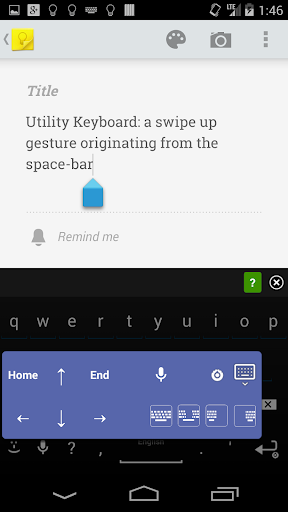 1:46
LTE
Title
Utility Keyboard: a swipe up
gesture originating from the
space-bar
Remind me
?
q w e r t y u i o p
Home ↑ End
← ↓ →
? , English .